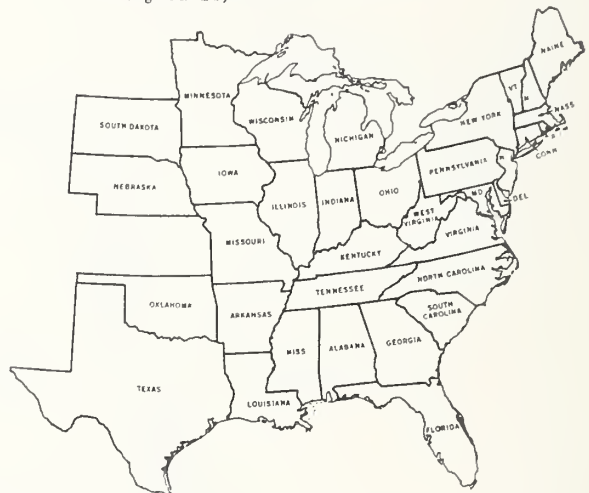 MAINE
VT
N
MINNESOTA
MASS
WISCONSIN
NEW YORK
SOUTH DAKOTA
MICHIGAN
CONN
PENNSYLVANIA
IOWA
NEBRASKA
MD
DEL
OHIO
INDIANA
ILLINOIS
WEST
VIRGINIA
VIRGINIA
MISSOURI
KENTUCKY
NORTH CAROLINA
TENNESSEE
OKLAHOMA
ARKANSAS
SOUTH
CAROLINA
MISS
ALABAMA
GEORGIA
TEXAS
LOUISIANA
FLORIDA